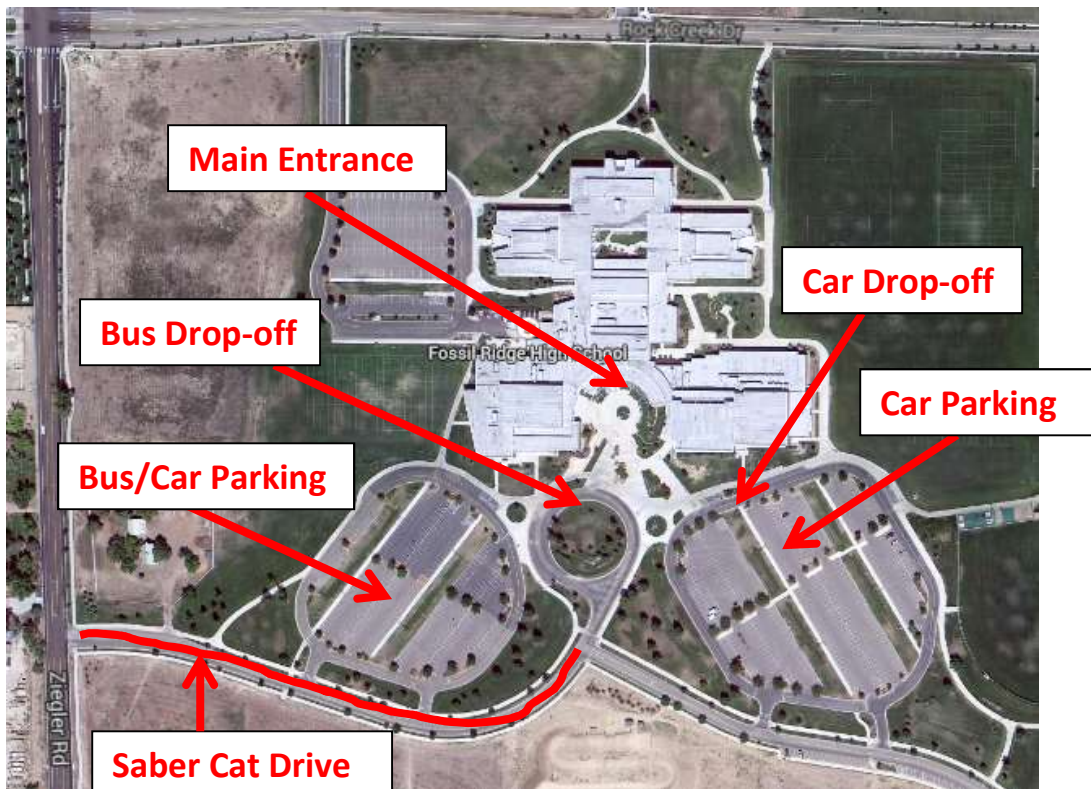 Rock Creek Dr
Main Entrance
Car Drop-off
Bus Drop-off
Fossil Ridge High School
Car Parking
Bus/Car Parking
Ziegler Rd
Saber Cat Drive